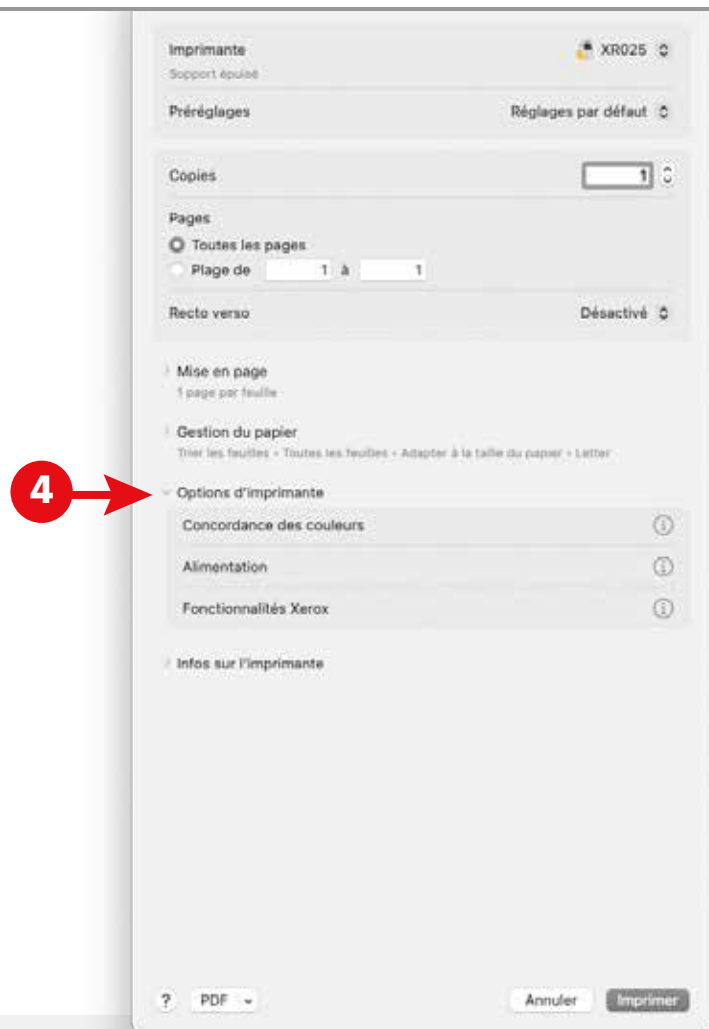 Imprimante XR025
Support épuisé
Préréglages Réglages par défaut
Copies 1
Pages
Toutes les pages
Plage de 1 à 1
Recto verso Désactivé
Mise en page
1 page par feuille
Gestion du papier
Trier les feuilles • Toutes les feuilles • Adapter à la taille du papier • Letter
4
Options d'imprimante
Concordance des couleurs
Alimentation
Fonctionnalités Xerox
Infos sur l'imprimante
? PDF Annuler Imprimer